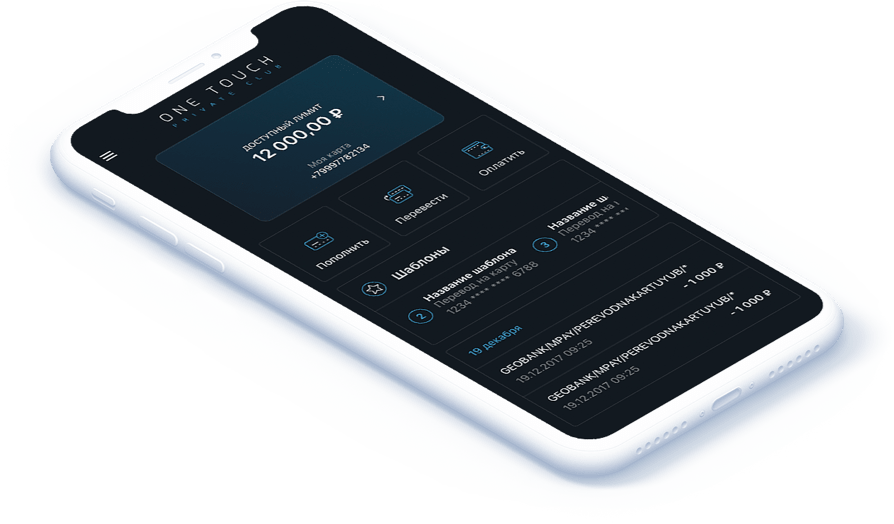 ONE TOUCH
PRIVATE CLUB
ДОСТУПНЫЙ ЛИМИТ
12 000,00 ₽
Моя карта
+79997782134
Пополнить
Перевести
Оплатить
Шаблоны
2
Название шаблона
Перевод на карту
1234 **** **** 6788
3
Название ш
Перевод на
1234 **** ***
19 декабря
GEOBANK/MPAY/PEREVODNAKARTUYUB/*
19.12.2017 09:25
-1 000 ₽
GEOBANK/MPAY/PEREVODNAKARTUYUB/*
19.12.2017 09:25
-1 000 ₽